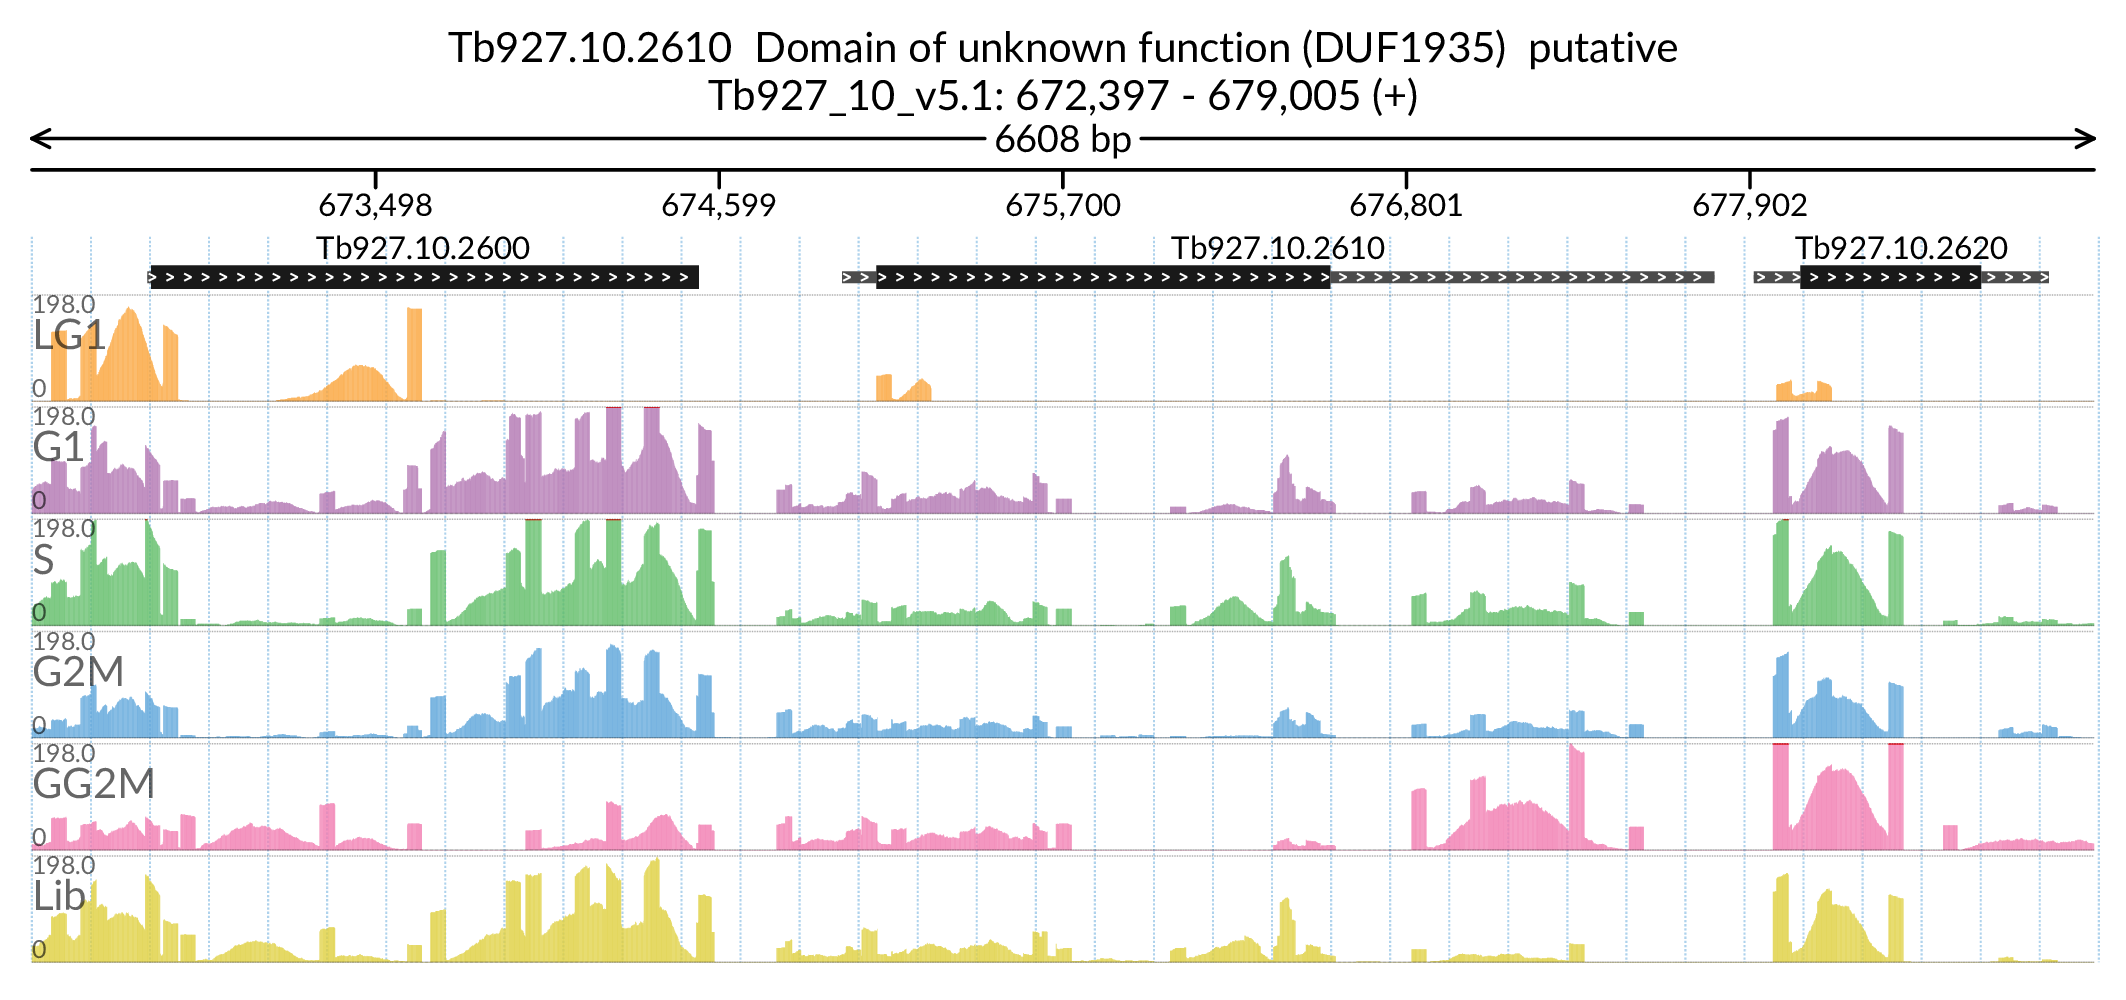 Tb927.10.2610  Domain of unknown function (DUF1935)  putative
Tb927_10_v5.1: 672,397 - 679,005 (+)
6608 bp
673,498 674,599 675,700 676,801 677,902
Tb927.10.2600 Tb927.10.2610 Tb927.10.2620
198.0
LG1
0
198.0
G1
0
198.0
S
0
198.0
G2M
0
198.0
GG2M
0
198.0
Lib
0